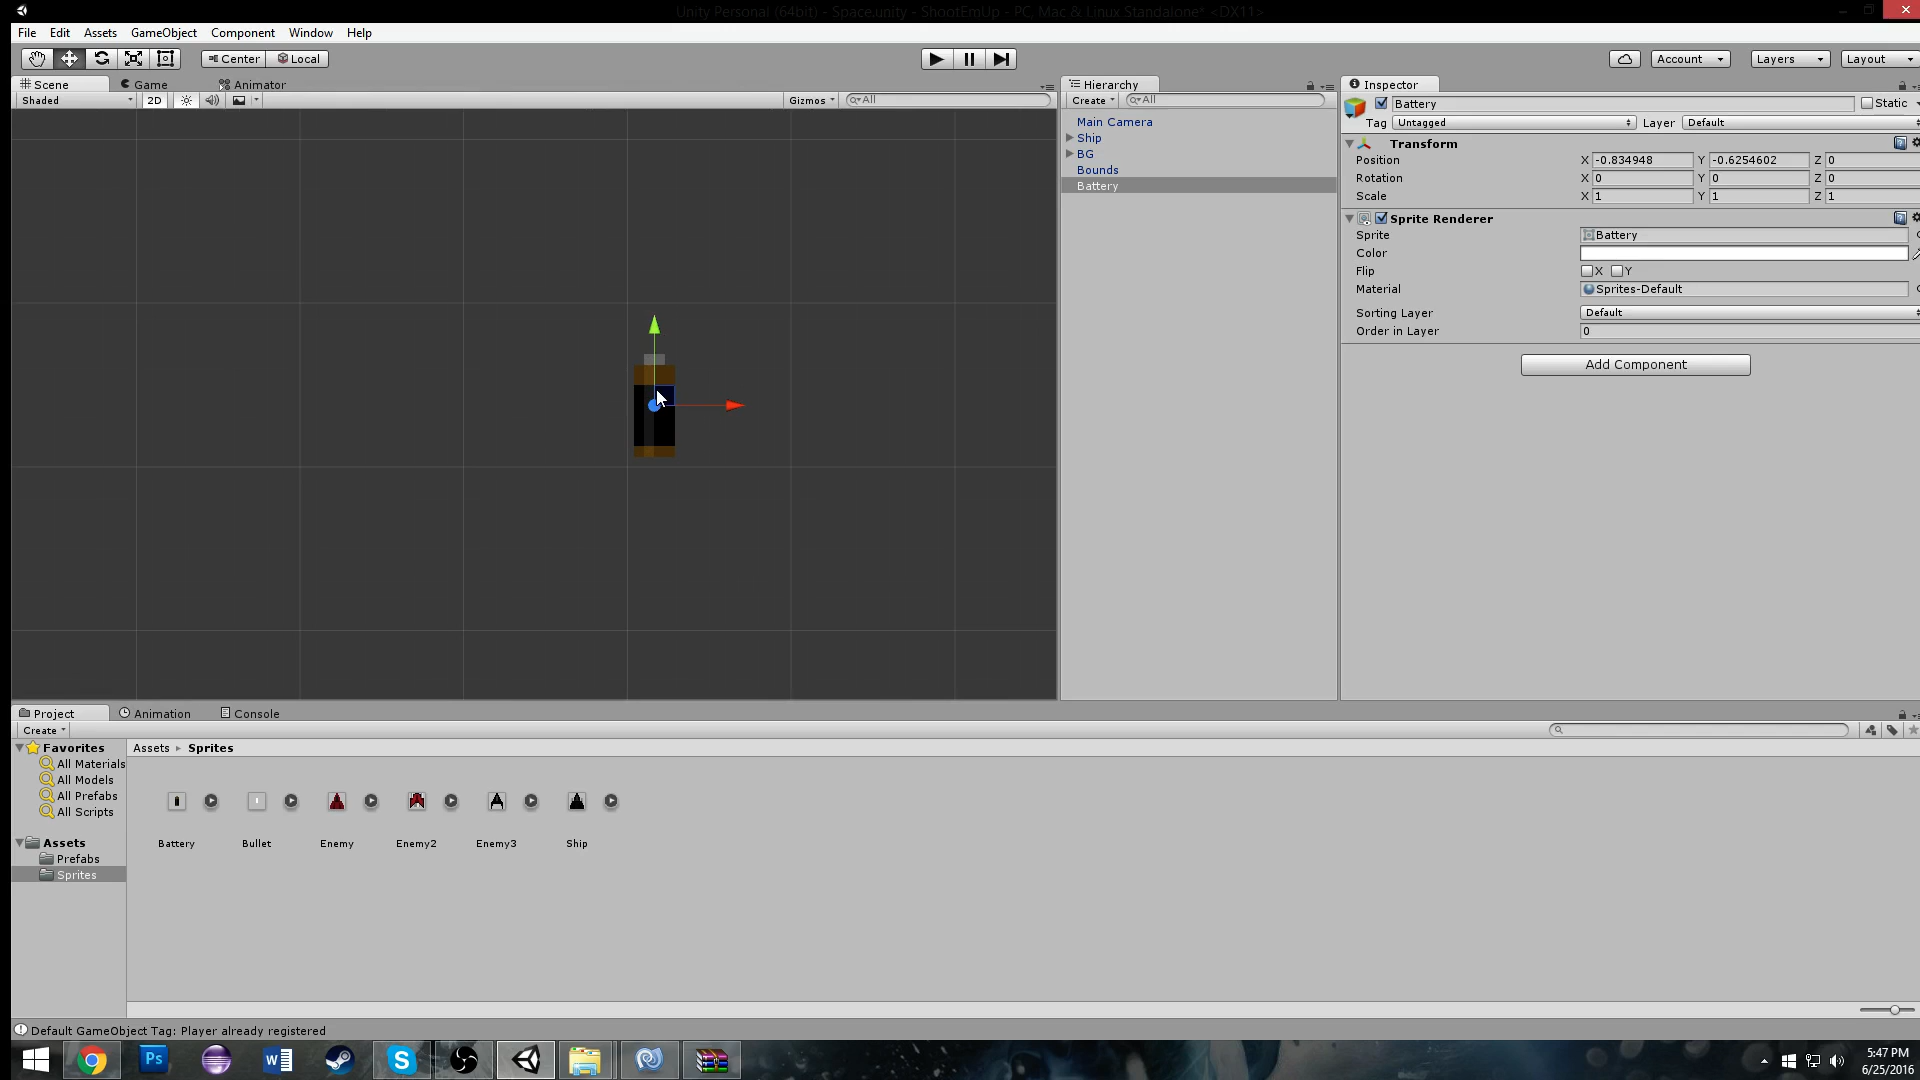 Unity Personal (64bit) - Space.unity - ShootEmUp - PC, Mac & Linux Standalone* <DX11>
File Edit Assets GameObject Component Window Help
Center Local Account Layers Layout
Scene Game Animator
Shaded 2D Gizmos All
Hierarchy
Create All
Main Camera
Ship
BG
Bounds
Battery
Inspector
Battery Static
Tag Untagged Layer Default
Transform
Position X -0.834948 Y -0.6254602 Z 0
Rotation X 0 Y 0 Z 0
Scale X 1 Y 1 Z 1
Sprite Renderer
Sprite Battery
Color
Flip X Y
Material Sprites-Default
Sorting Layer Default
Order in Layer 0
Add Component
Project Animation Console
Create
Favorites
All Materials
All Models
All Prefabs
All Scripts
Assets
Prefabs
Sprites
Assets Sprites
Battery Bullet Enemy Enemy2 Enemy3 Ship
Default GameObject Tag: Player already registered
Ps
W
S
5:47 PM
6/25/2016